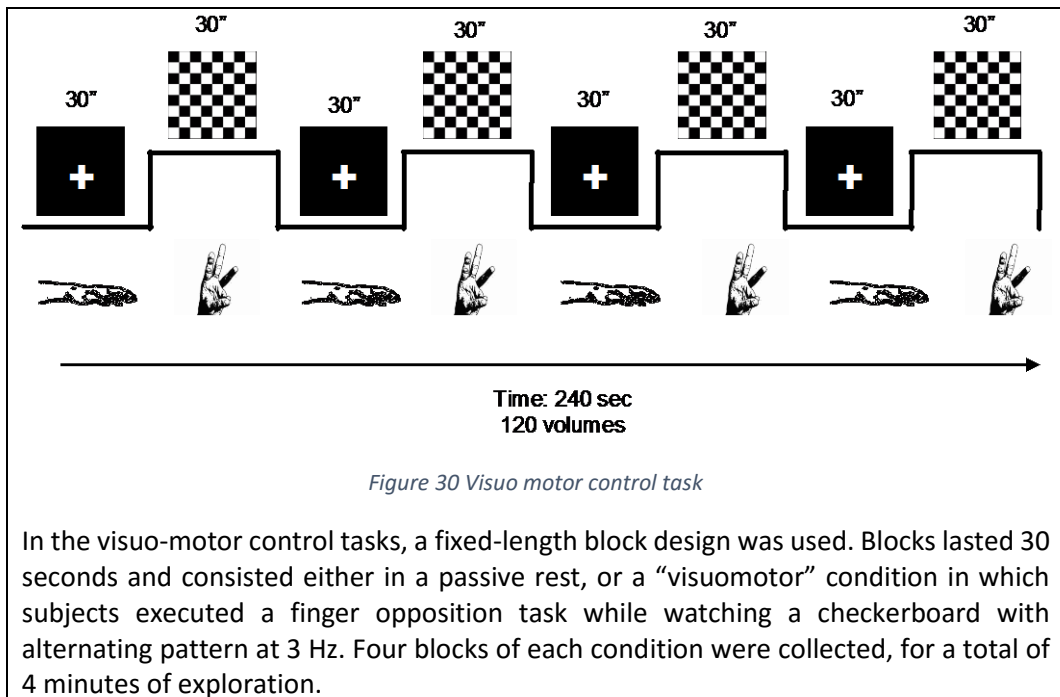 30” 30” 30” 30”
30” 30” 30” 30”
Time: 240 sec
120 volumes
Figure 30 Visuo motor control task
In the visuo-motor control tasks, a fixed-length block design was used. Blocks lasted 30
seconds and consisted either in a passive rest, or a “visuomotor” condition in which
subjects executed a finger opposition task while watching a checkerboard with
alternating pattern at 3 Hz. Four blocks of each condition were collected, for a total of
4 minutes of exploration.